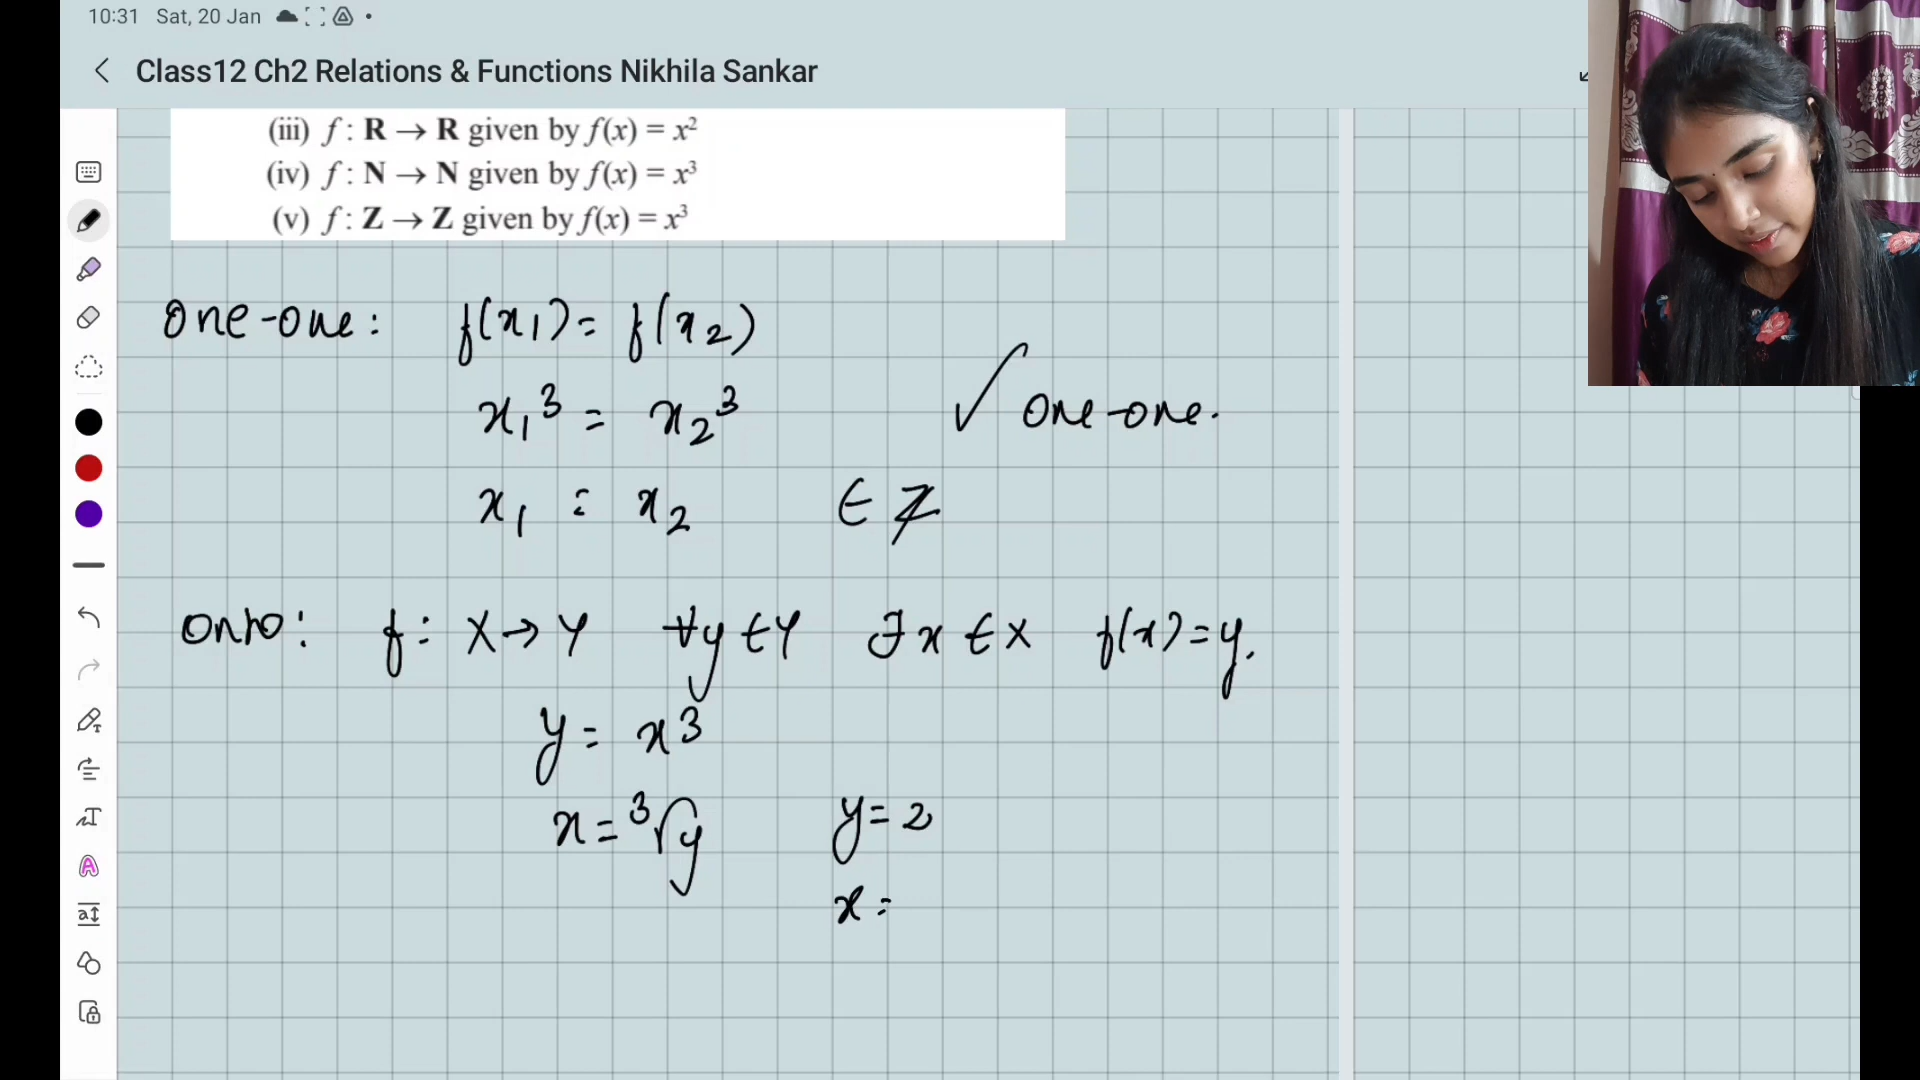 10:31 Sat, 20 Jan
Class12 Ch2 Relations & Functions Nikhila Sankar
(iii) f : R → R given by f(x) = x²
(iv) f : N → N given by f(x) = x³
(v) f : Z → Z given by f(x) = x³
One-one: f(x₁) = f(x₂)
x₁³ = x₂³ ✓ one-one.
x₁ = x₂ ∈ Z
Onto: f: X → Y ∀y ∈ Y ∃ x ∈ X f(x) = y.
y = x³
x = ³√y y = 2
x =